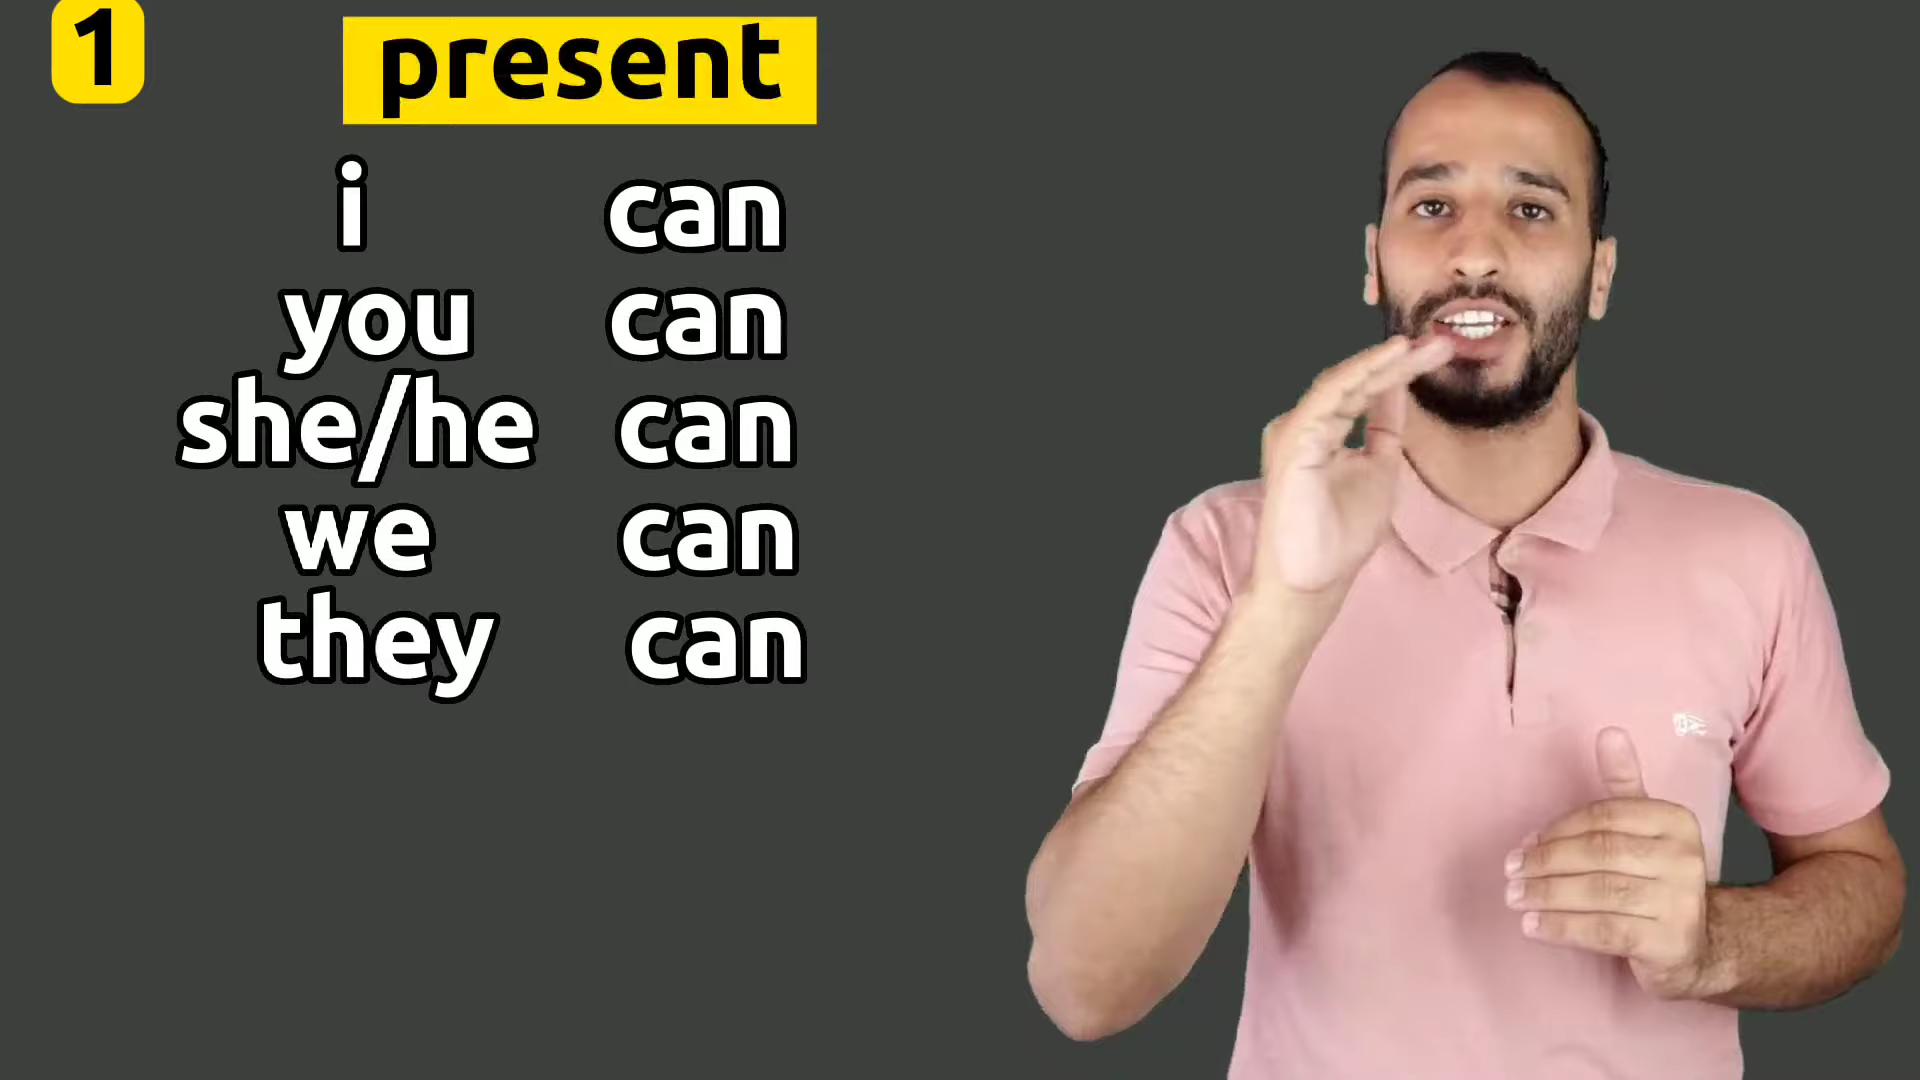 1 present
i can
you can
she/he can
we can
they can